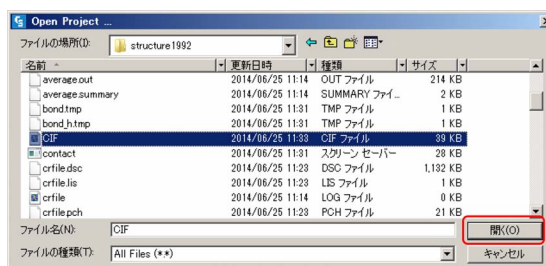 Open Project ...
ファイルの場所(I): structure1992
名前 更新日時 種類 サイズ
average.out 2014/06/25 11:14 OUT ファイル 214 KB
average.summary 2014/06/25 11:14 SUMMARY ファイ... 2 KB
bond.tmp 2014/06/25 11:31 TMP ファイル 1 KB
bond_h.tmp 2014/06/25 11:31 TMP ファイル 1 KB
CIF 2014/06/25 11:33 CIF ファイル 39 KB
contact 2014/06/25 11:31 スクリーン セーバー 28 KB
crfile.dsc 2014/06/25 11:23 DSC ファイル 1,132 KB
crfile.lis 2014/06/25 11:23 LIS ファイル 1 KB
crfile 2014/06/25 11:14 LOG ファイル 0 KB
crfile.pch 2014/06/25 11:23 PCH ファイル 21 KB
ファイル名(N): CIF 開く(O)
ファイルの種類(T): All Files (*.*) キャンセル